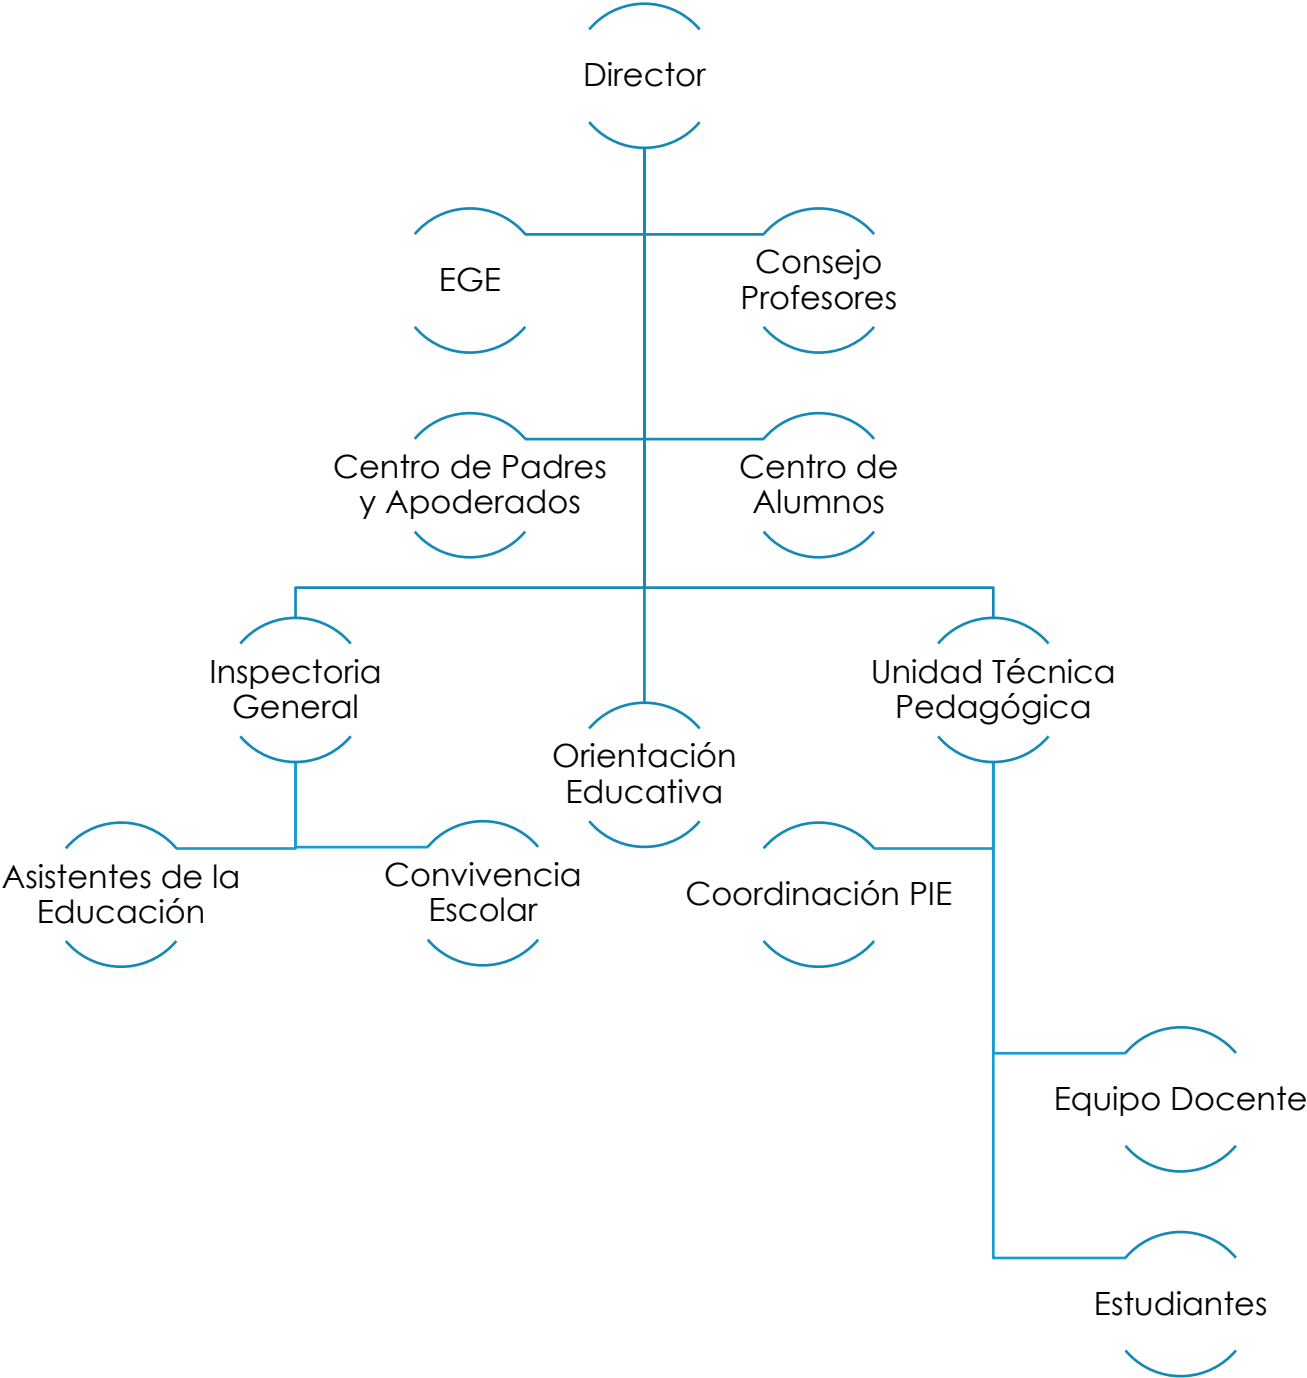 Director
EGE
Consejo
Profesores
Centro de Padres
y Apoderados
Centro de
Alumnos
Inspectoria
General
Orientación
Educativa
Unidad Técnica
Pedagógica
Asistentes de la
Educación
Convivencia
Escolar
Coordinación PIE
Equipo Docente
Estudiantes